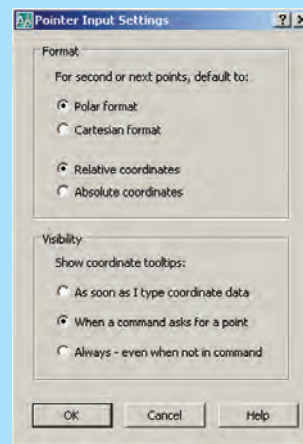 Pointer Input Settings
Format
For second or next points, default to:
Polar format
Cartesian format
Relative coordinates
Absolute coordinates
Visibility
Show coordinate tooltips:
As soon as I type coordinate data
When a command asks for a point
Always - even when not in command
OK
Cancel
Help